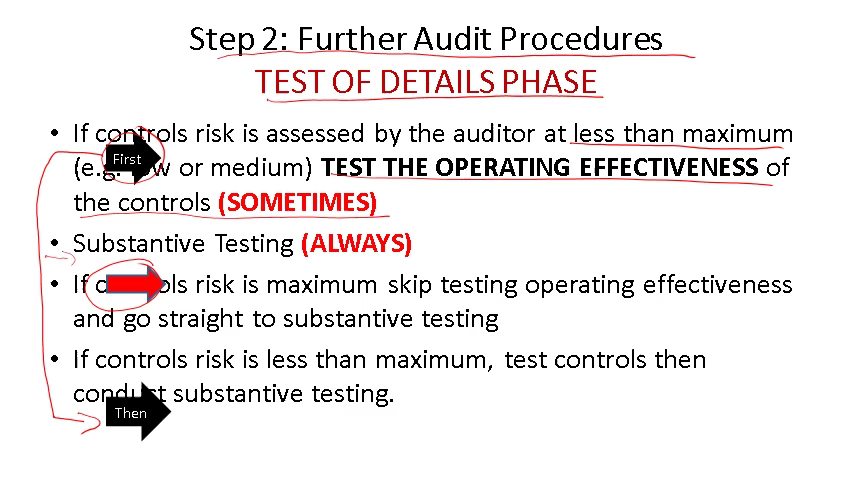 Step 2: Further Audit Procedures
TEST OF DETAILS PHASE
• If controls risk is assessed by the auditor at less than maximum
First
(e.g. low or medium) TEST THE OPERATING EFFECTIVENESS of
the controls (SOMETIMES)
• Substantive Testing (ALWAYS)
• If controls risk is maximum skip testing operating effectiveness
and go straight to substantive testing
• If controls risk is less than maximum, test controls then
conduct substantive testing.
Then